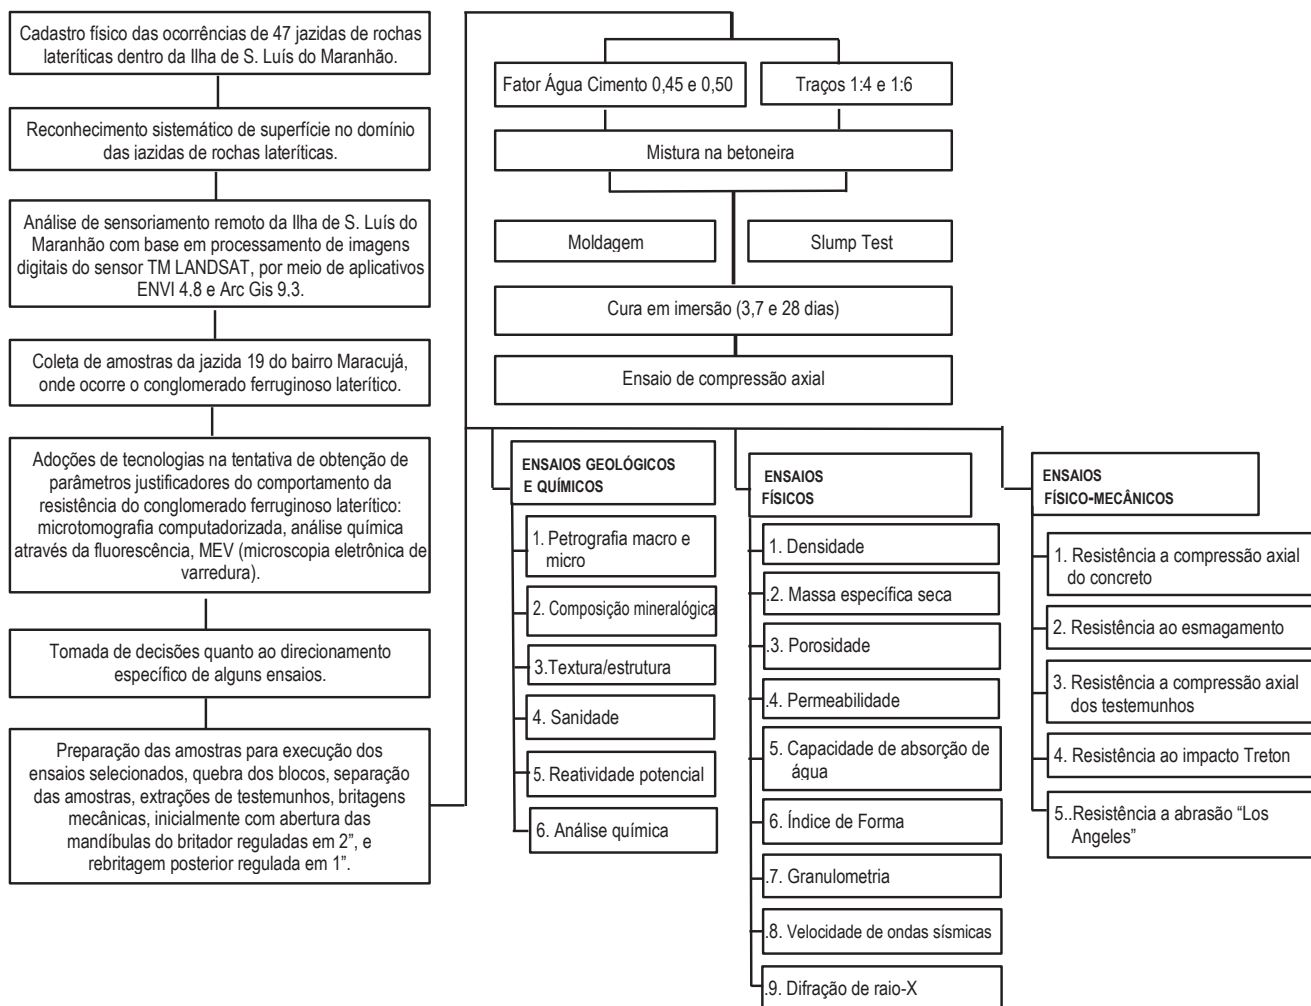 Cadastro físico das ocorrências de 47 jazidas de rochas
lateríticas dentro da Ilha de S. Luís do Maranhão.
Reconhecimento sistemático de superfície no domínio
das jazidas de rochas lateríticas.
Análise de sensoriamento remoto da Ilha de S. Luís do
Maranhão com base em processamento de imagens
digitais do sensor TM LANDSAT, por meio de aplicativos
ENVI 4,8 e Arc Gis 9,3.
Coleta de amostras da jazida 19 do bairro Maracujá,
onde ocorre o conglomerado ferruginoso laterítico.
Adoções de tecnologias na tentativa de obtenção de
parâmetros justificadores do comportamento da
resistência do conglomerado ferruginoso laterítico:
microtomografia computadorizada, análise química
através da fluorescência, MEV (microscopia eletrônica de
varredura).
Tomada de decisões quanto ao direcionamento
específico de alguns ensaios.
Preparação das amostras para execução dos
ensaios selecionados, quebra dos blocos, separação
das amostras, extrações de testemunhos, britagens
mecânicas, inicialmente com abertura das
mandíbulas do britador reguladas em 2”, e
rebritagem posterior regulada em 1”.
Fator Água Cimento 0,45 e 0,50
Traços 1:4 e 1:6
Mistura na betoneira
Moldagem
Slump Test
Cura em imersão (3,7 e 28 dias)
Ensaio de compressão axial
ENSAIOS GEOLÓGICOS
E QUÍMICOS
1. Petrografia macro e
micro
2. Composição mineralógica
3.Textura/estrutura
4. Sanidade
5. Reatividade potencial
6. Análise química
ENSAIOS
FÍSICOS
1. Densidade
.2. Massa específica seca
.3. Porosidade
.4. Permeabilidade
5. Capacidade de absorção de
água
6. Índice de Forma
.7. Granulometria
.8. Velocidade de ondas sísmicas
.9. Difração de raio-X
ENSAIOS
FÍSICO-MECÂNICOS
1. Resistência a compressão axial
do concreto
2. Resistência ao esmagamento
3. Resistência a compressão axial
dos testemunhos
4. Resistência ao impacto Treton
5..Resistência a abrasão “Los
Angeles”